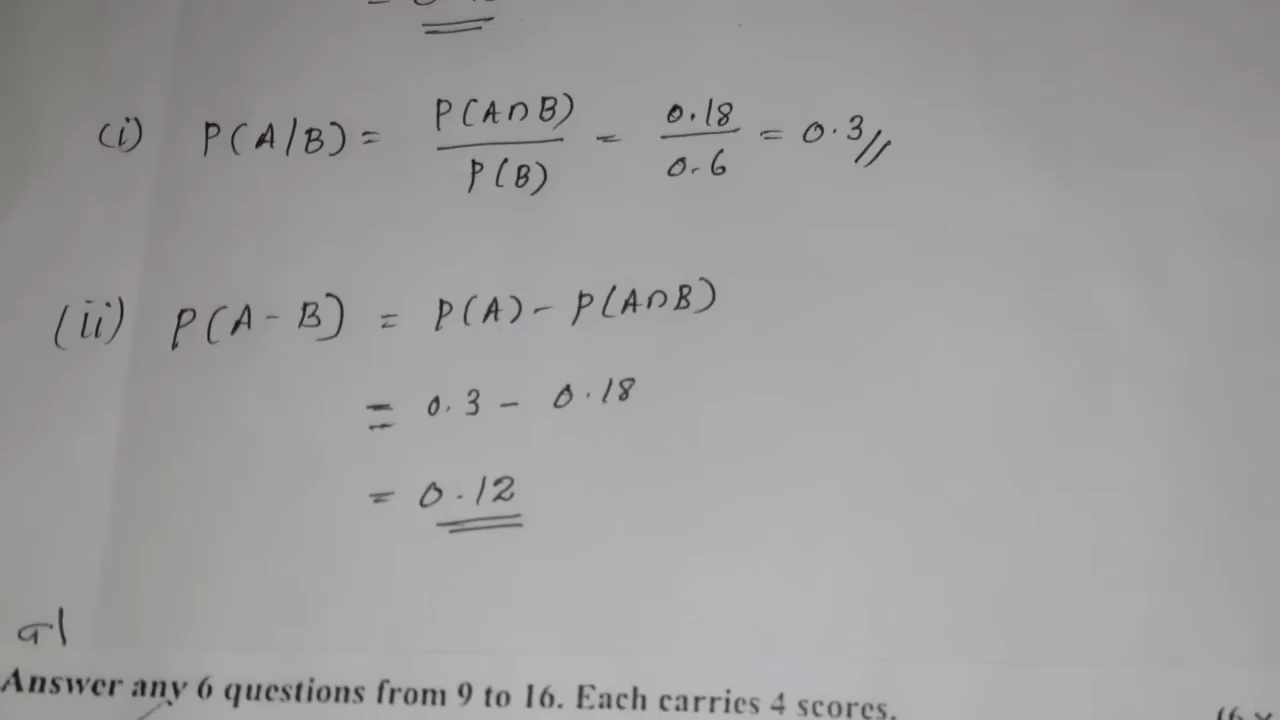 (i) P(A/B) = P(A∩B) / P(B) = 0.18 / 0.6 = 0.3//
(ii) P(A-B) = P(A) - P(A∩B)
= 0.3 - 0.18
= 0.12
Answer any 6 questions from 9 to 16. Each carries 4 scores.